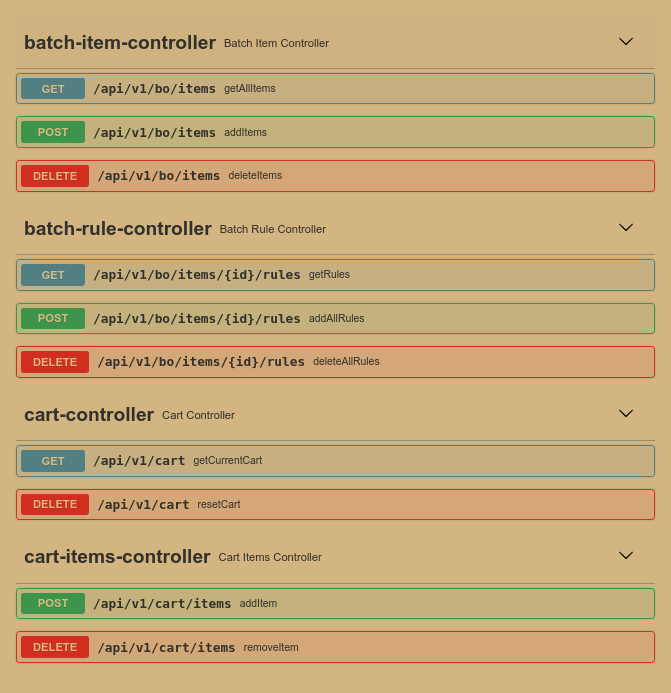 batch-item-controller Batch Item Controller
GET /api/v1/bo/items getAllItems
POST /api/v1/bo/items addItems
DELETE /api/v1/bo/items deleteItems
batch-rule-controller Batch Rule Controller
GET /api/v1/bo/items/{id}/rules getRules
POST /api/v1/bo/items/{id}/rules addAllRules
DELETE /api/v1/bo/items/{id}/rules deleteAllRules
cart-controller Cart Controller
GET /api/v1/cart getCurrentCart
DELETE /api/v1/cart resetCart
cart-items-controller Cart Items Controller
POST /api/v1/cart/items addItem
DELETE /api/v1/cart/items removeItem